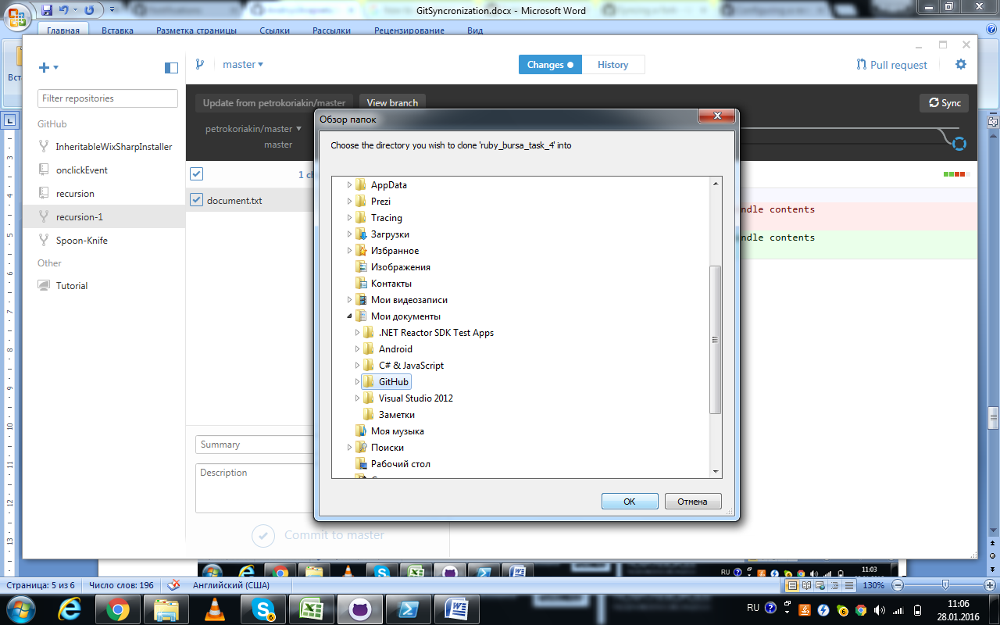 GitSyncronization.docx - Microsoft Word
Главная Вставка Разметка страницы Ссылки Рассылки Рецензирование Вид
master Changes History Pull request
Filter repositories
GitHub
InheritableWixSharpInstaller
onclickEvent
recursion
recursion-1
Spoon-Knife
Other
Tutorial
Update from petrokoriakin/master View branch Sync
petrokoriakin/master
master
document.txt
ndle contents
ndle contents
Summary
Description
Commit to master
Обзор папок
Choose the directory you wish to clone 'ruby_bursa_task_4' into
AppData
Prezi
Tracing
Загрузки
Избранное
Изображения
Контакты
Мои видеозаписи
Мои документы
.NET Reactor SDK Test Apps
Android
C# & JavaScript
GitHub
Visual Studio 2012
Заметки
Моя музыка
Поиски
Рабочий стол
OK Отмена
RU 11:03
Страница: 5 из 6 Число слов: 196 Английский (США) 130%
RU 11:06
28.01.2016